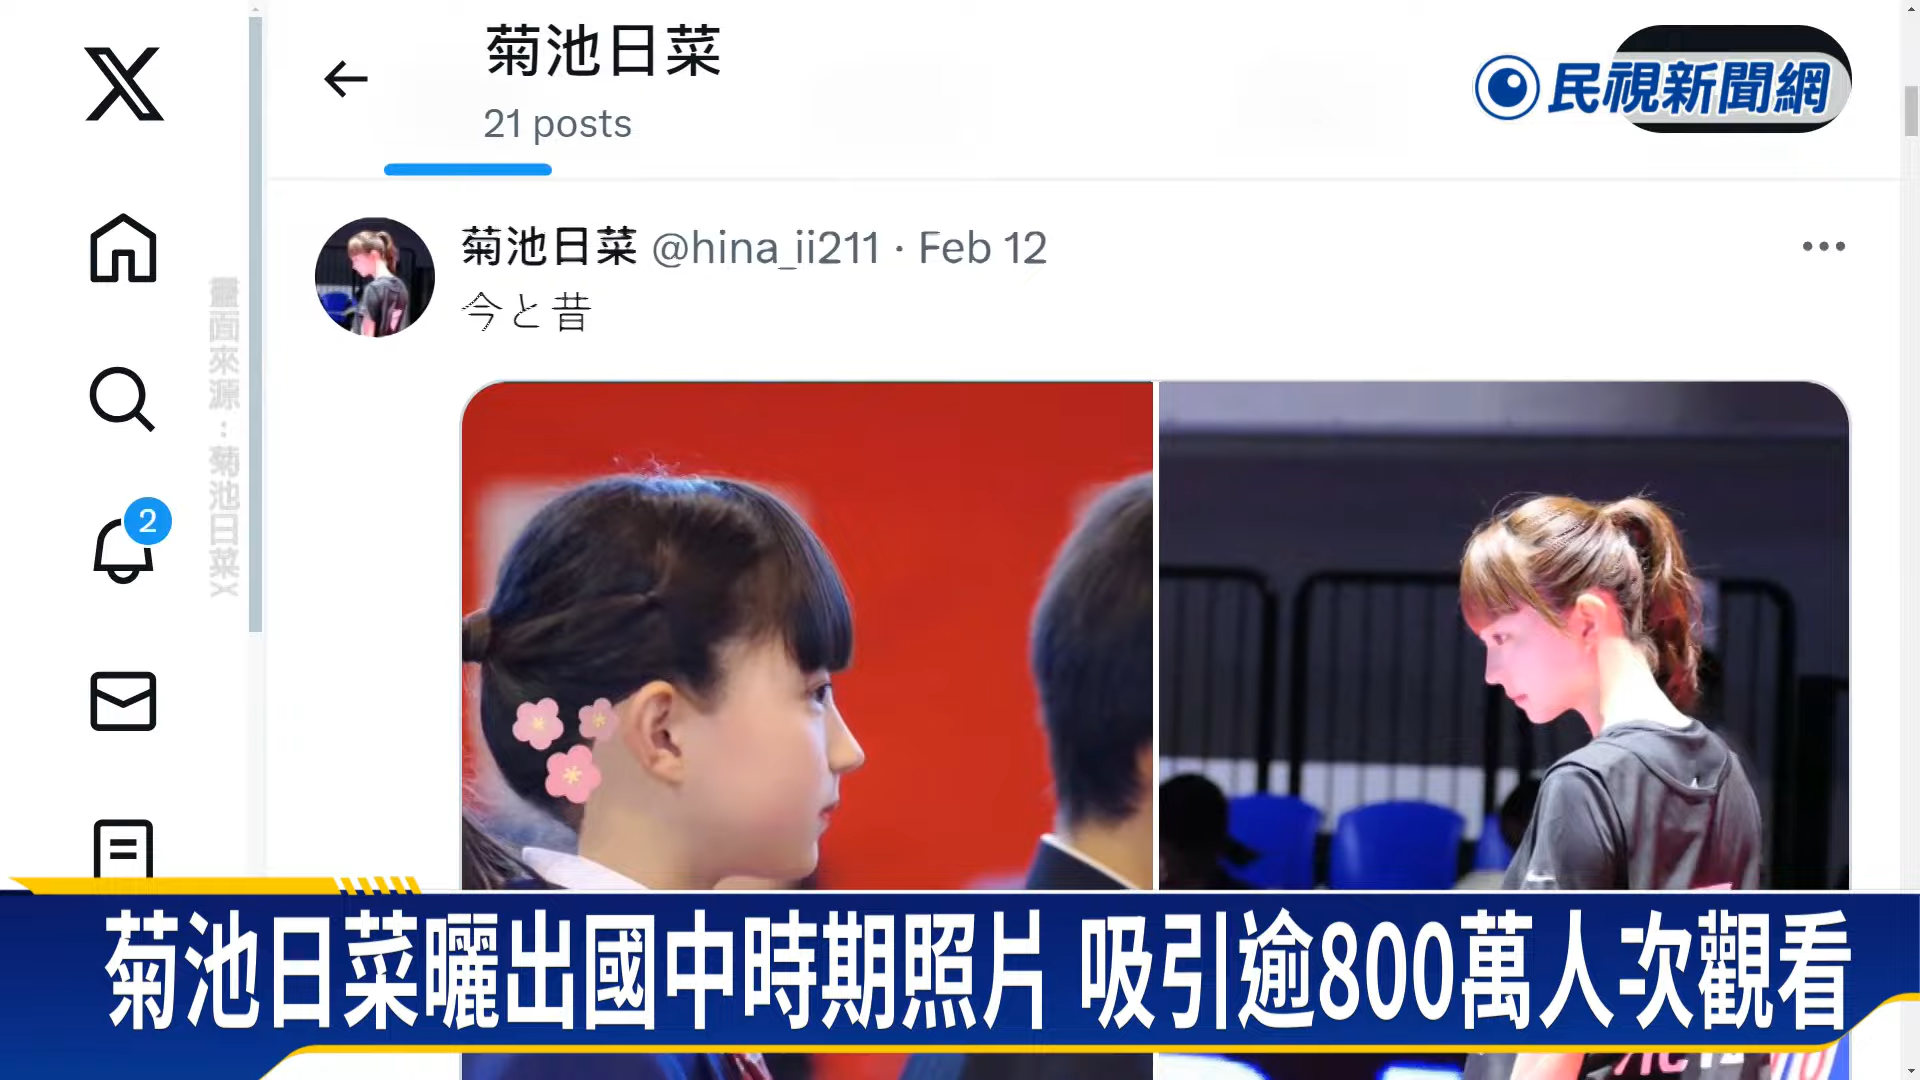 菊池日菜
21 posts
民視新聞網
菊池日菜 @hina_ii211 · Feb 12
今と昔
2
畫面來源：菊池日菜X
菊池日菜曬出國中時期照片 吸引逾800萬人次觀看